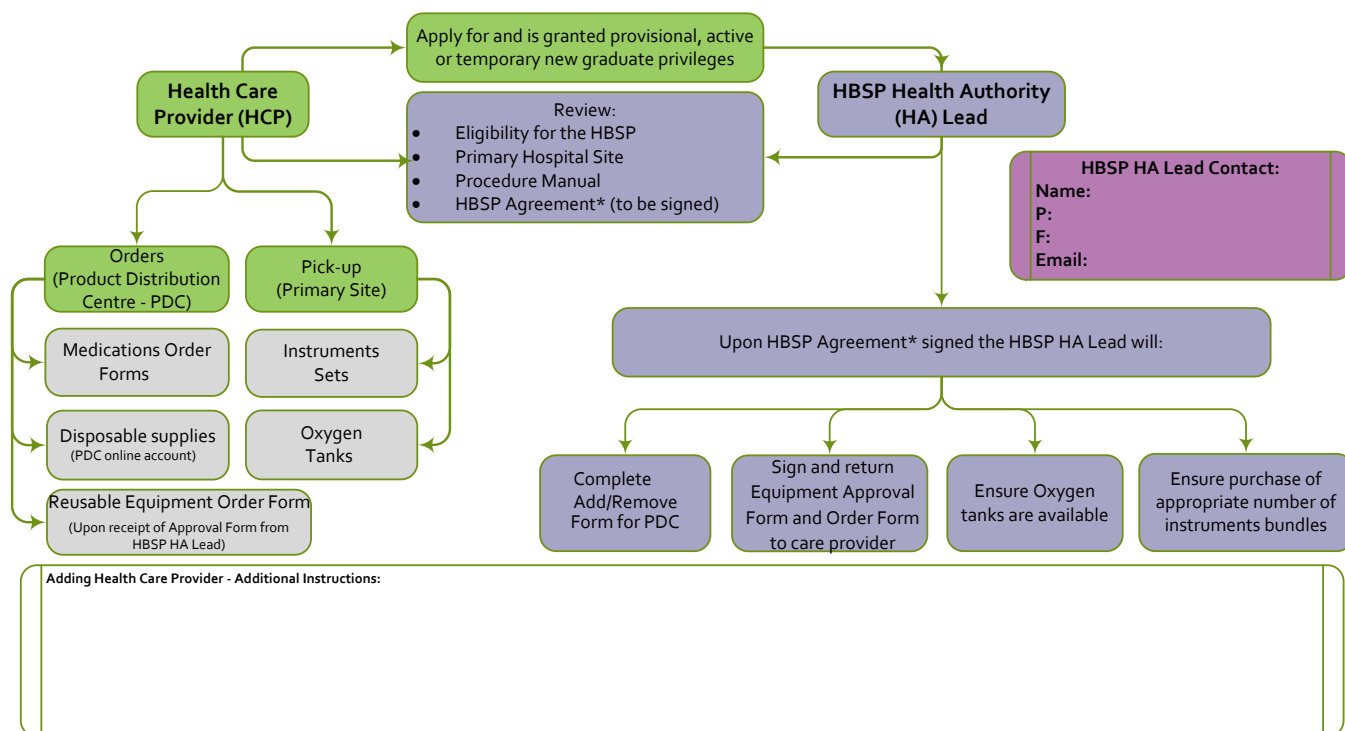 Apply for and is granted provisional, active
or temporary new graduate privileges
Health Care
Provider (HCP)
Review:
• Eligibility for the HBSP
• Primary Hospital Site
• Procedure Manual
• HBSP Agreement* (to be signed)
HBSP Health Authority
(HA) Lead
HBSP HA Lead Contact:
Name:
P:
F:
Email:
Orders
(Product Distribution
Centre - PDC)
Pick-up
(Primary Site)
Medications Order
Forms
Instruments
Sets
Disposable supplies
(PDC online account)
Oxygen
Tanks
Reusable Equipment Order Form
(Upon receipt of Approval Form from
HBSP HA Lead)
Upon HBSP Agreement* signed the HBSP HA Lead will:
Complete
Add/Remove
Form for PDC
Sign and return
Equipment Approval
Form and Order Form
to care provider
Ensure Oxygen
tanks are available
Ensure purchase of
appropriate number of
instruments bundles
Adding Health Care Provider - Additional Instructions: